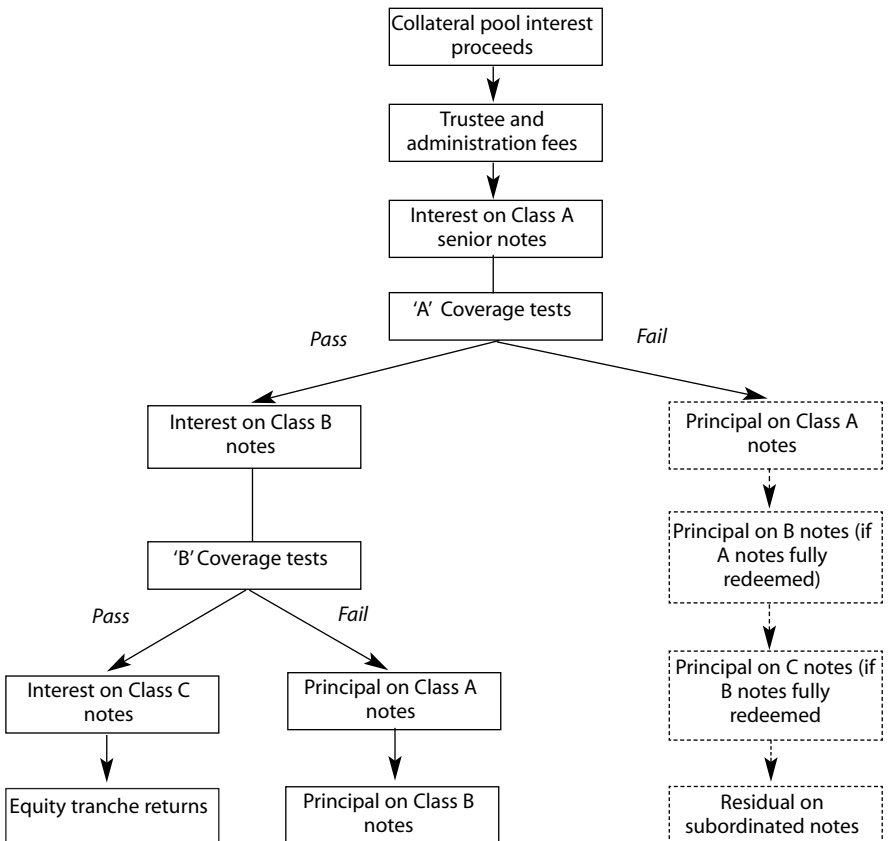 Collateral pool interest
proceeds
Trustee and
administration fees
Interest on Class A
senior notes
‘A’ Coverage tests
Pass
Fail
Interest on Class B
notes
Principal on Class A
notes
Principal on B notes (if
A notes fully
redeemed)
‘B’ Coverage tests
Pass
Fail
Interest on Class C
notes
Principal on Class A
notes
Principal on C notes (if
B notes fully
redeemed
Equity tranche returns
Principal on Class B
notes
Residual on
subordinated notes